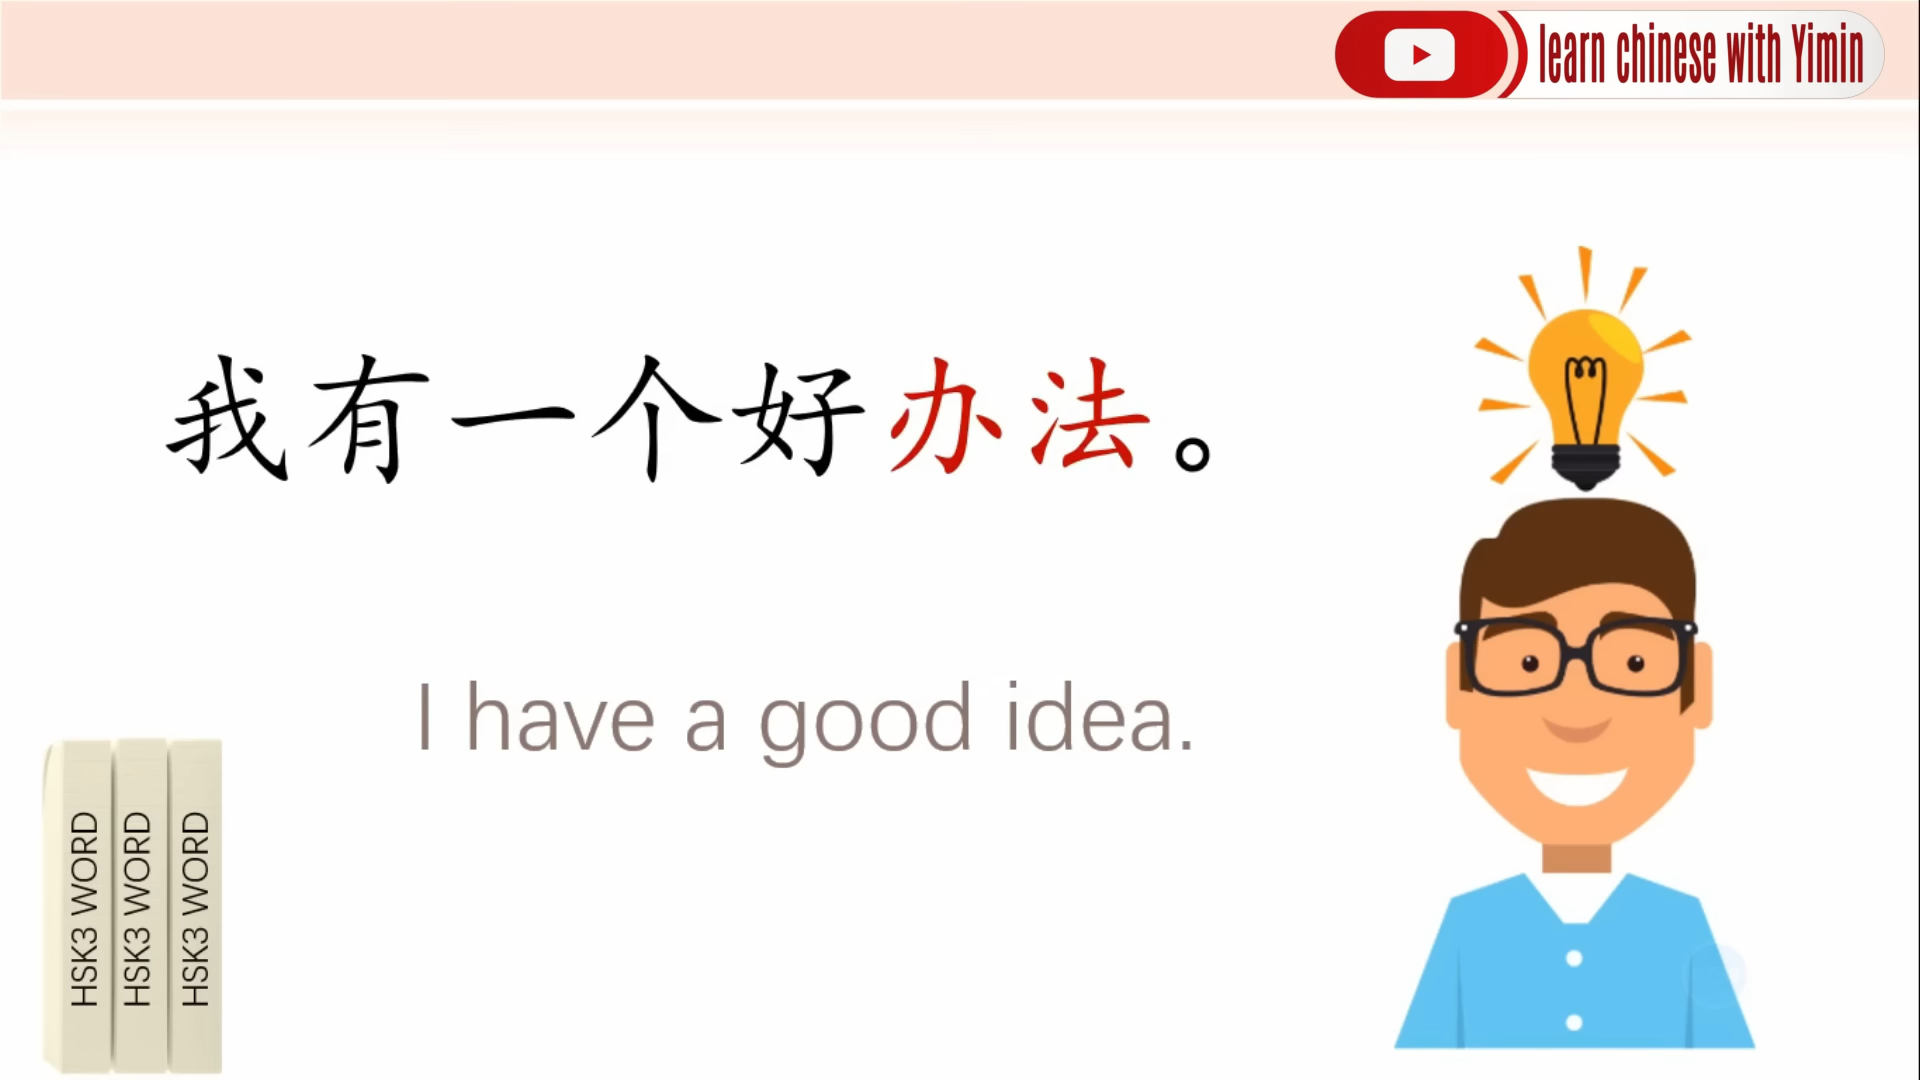 learn chinese with Yimin
我有一个好办法。
I have a good idea.
HSK3 WORD
HSK3 WORD
HSK3 WORD